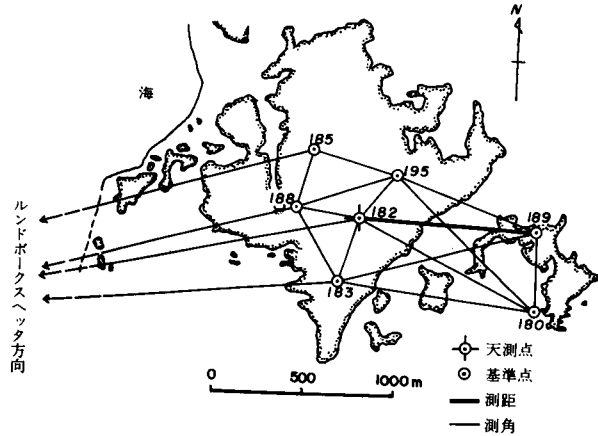 N
海
185
195
188
182
189
183
180
ルンドボークスヘッタ方向
天測点
基準点
測距
測角
0 500 1000m